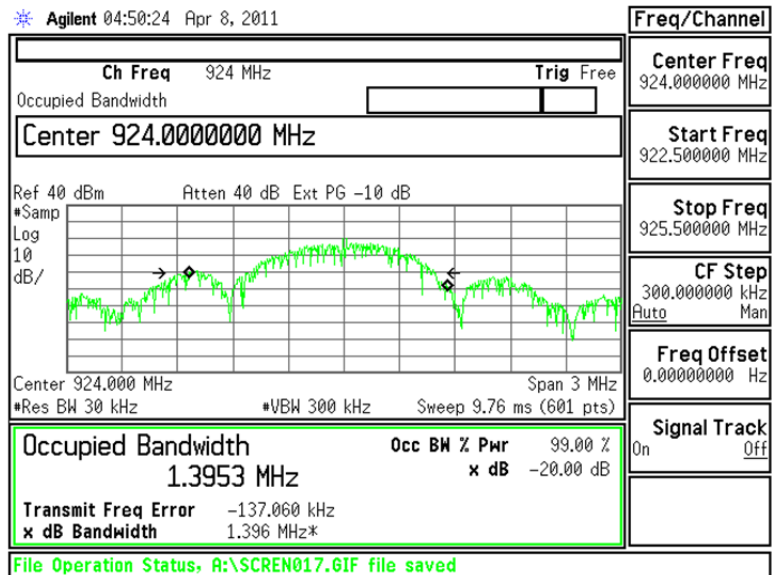 Agilent 04:50:24 Apr 8, 2011
Freq/Channel
Ch Freq 924 MHz Trig Free
Occupied Bandwidth
Center 924.0000000 MHz
Ref 40 dBm Atten 40 dB Ext PG -10 dB
#Samp
Log
10
dB/
Center 924.000 MHz Span 3 MHz
#Res BW 30 kHz #VBW 300 kHz Sweep 9.76 ms (601 pts)
Occupied Bandwidth Occ BW % Pwr 99.00 %
1.3953 MHz x dB -20.00 dB
Transmit Freq Error -137.060 kHz
x dB Bandwidth 1.396 MHz*
File Operation Status, A:\SCREN017.GIF file saved
Center Freq
924.000000 MHz
Start Freq
922.500000 MHz
Stop Freq
925.500000 MHz
CF Step
300.000000 kHz
Auto Man
Freq Offset
0.00000000 Hz
Signal Track
On Off